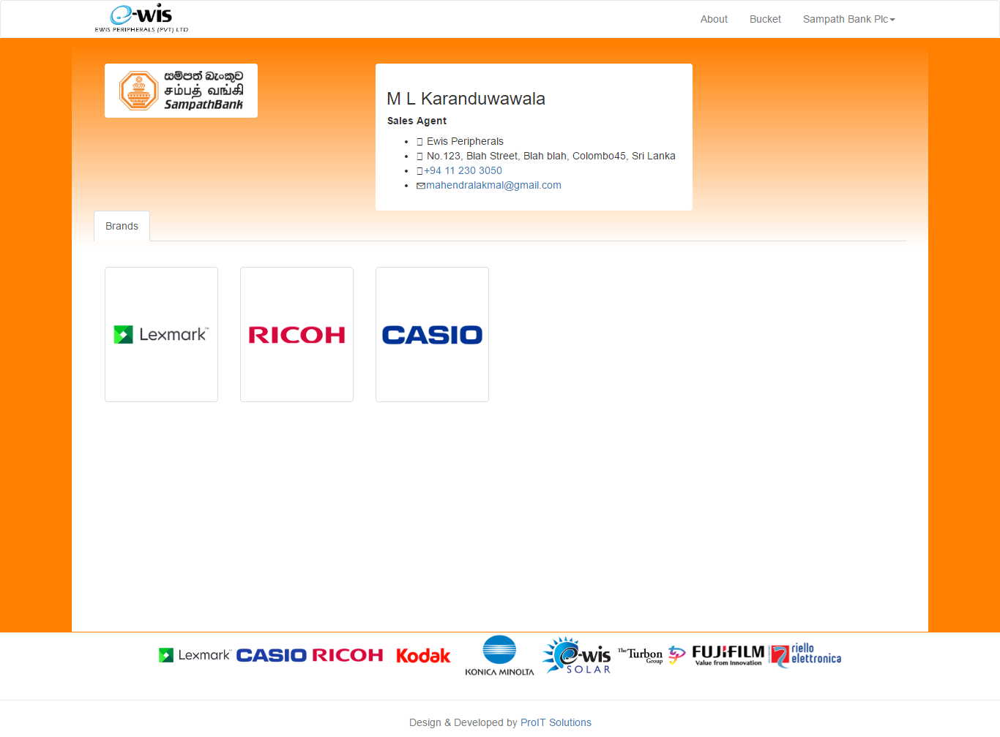 e-wis
EWIS PERIPHERALS (PVT) LTD
About
Bucket
Sampath Bank Plc
සම්පත් බැංකුව
சம்பத் வங்கி
SampathBank
M L Karanduwawala
Sales Agent
Ewis Peripherals
No.123, Blah Street, Blah blah, Colombo45, Sri Lanka
+94 11 230 3050
mahendralakmal@gmail.com
Brands
Lexmark™
RICOH
CASIO
Lexmark™
CASIO
RICOH
Kodak
KONICA MINOLTA
e-wis
SOLAR
The Turbon
Group
FUJIFILM
Value from Innovation
riello
elettronica
Design & Developed by ProIT Solutions